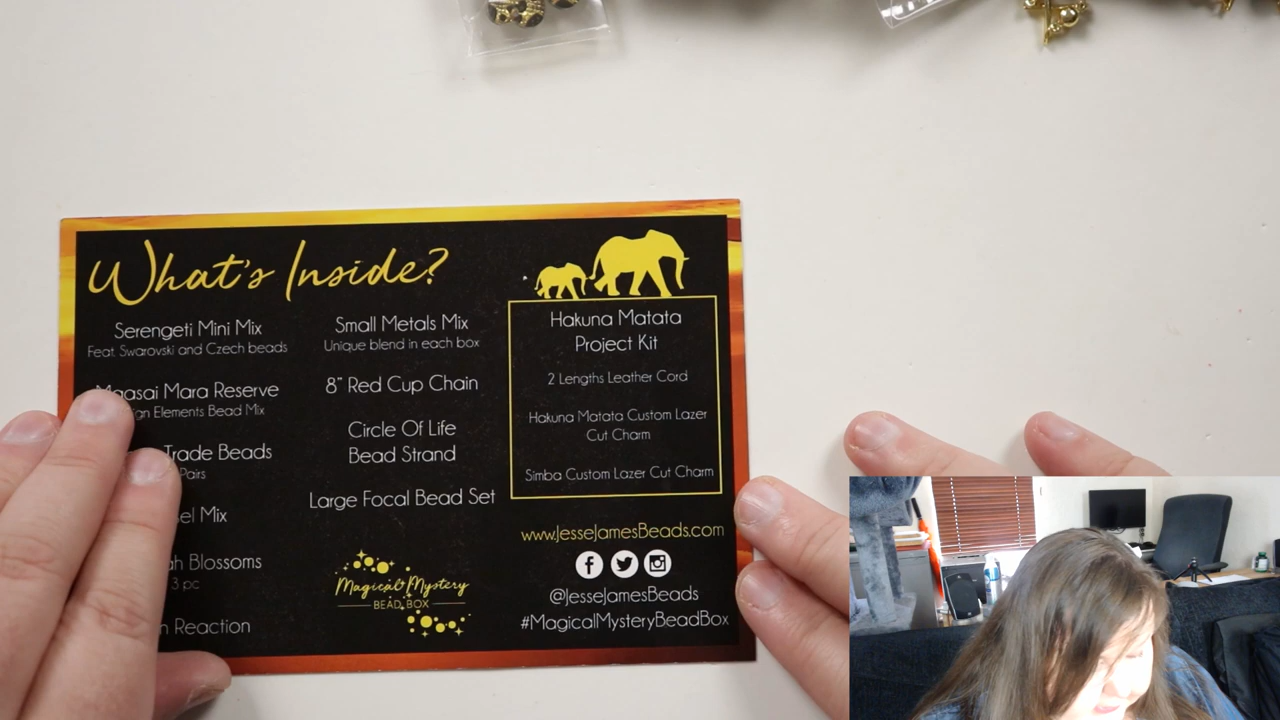 What's Inside?
Serengeti Mini Mix
Feat. Swarovski and Czech beads
Maasai Mara Reserve
Elements Bead Mix
Trade Beads
Pairs
Mix
Blossoms
3 pc
Reaction
Small Metals Mix
Unique blend in each box
8" Red Cup Chain
Circle Of Life
Bead Strand
Large Focal Bead Set
Magical Mystery
BEAD BOX
Hakuna Matata
Project Kit
2 Lengths Leather Cord
Hakuna Matata Custom Lazer
Cut Charm
Simba Custom Lazer Cut Charm
www.JesseJamesBeads.com
@JesseJamesBeads
#MagicalMysteryBeadBox